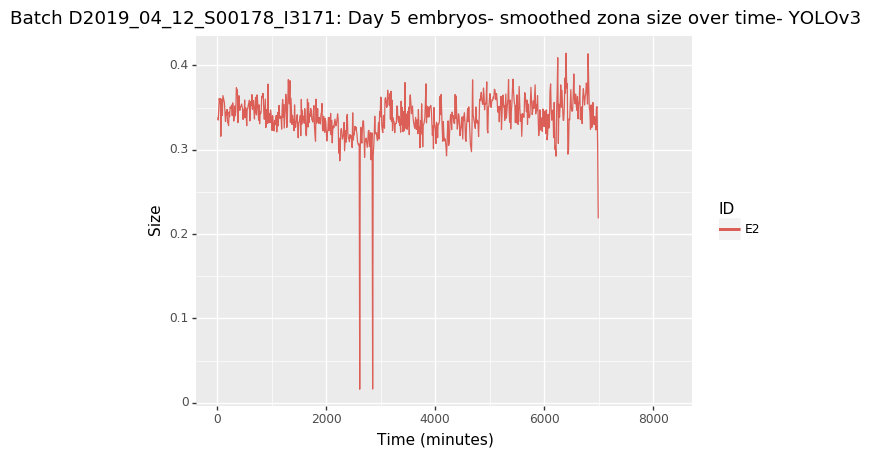 Batch D2019_04_12_S00178_I3171: Day 5 embryos- smoothed zona size over time- YOLOv3
0.4
0.3
0.2
0.1
0
Size
0 2000 4000 6000 8000
Time (minutes)
ID
E2